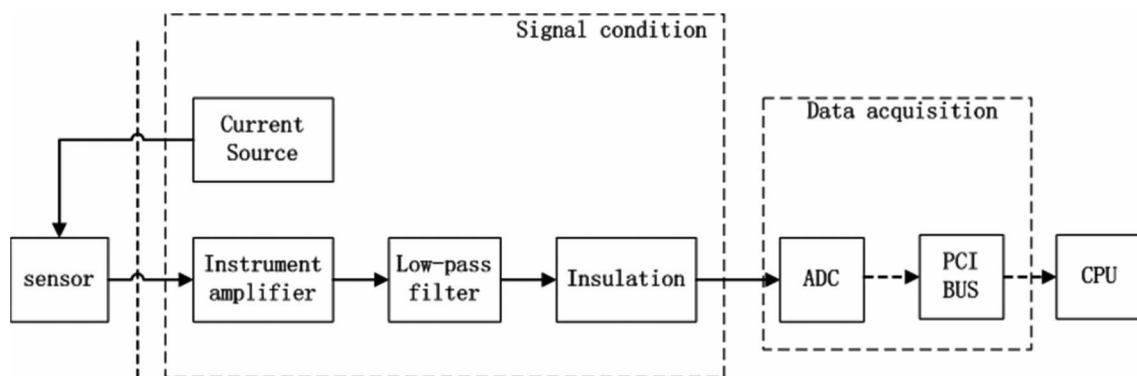 Signal condition
Current
Source
Data acquisition
sensor
Instrument
amplifier
Low-pass
filter
Insulation
ADC
PCI
BUS
CPU